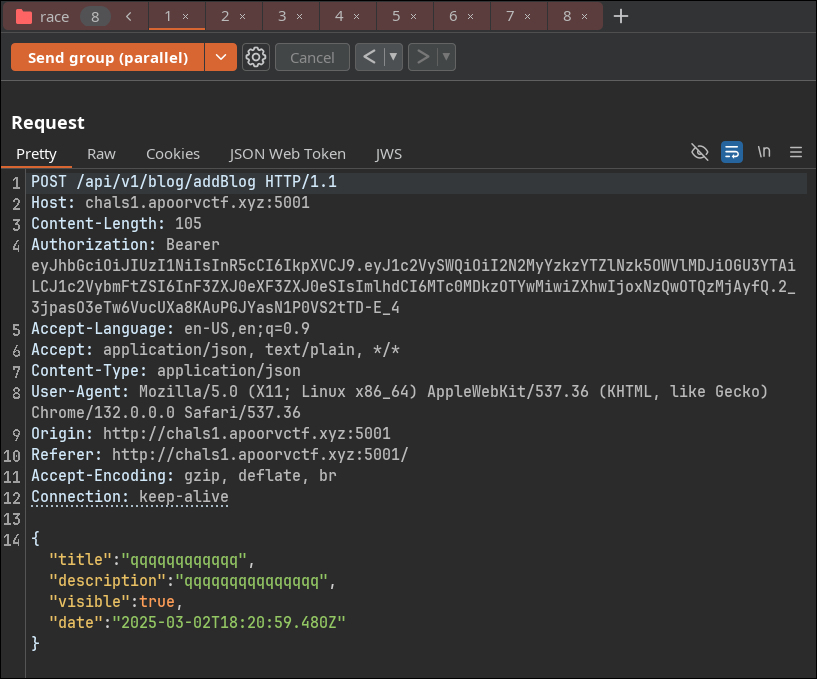 race 8 < 1 × 2 × 3 × 4 × 5 × 6 × 7 × 8 × +
Send group (parallel) Cancel < >
Request
Pretty Raw Cookies JSON Web Token JWS \n
1 POST /api/v1/blog/addBlog HTTP/1.1
2 Host: chals1.apoorvctf.xyz:5001
3 Content-Length: 105
4 Authorization: Bearer
eyJhbGciOiJIUzI1NiIsInR5cCI6IkpXVCJ9.eyJ1c2VySWQiOiI2N2MyYzkzYTZlNzk5OWVlMDJiOGU3YTAi
LCJ1c2VybmFtZSI6InF3ZXJ0eXF3ZXJ0eSIsImlhdCI6MTc0MDkzOTYwMiwiZXhwIjoxNzQwOTQzMjAyfQ.2_
3jpasO3eTw6VucUXa8KAuPGJYasN1P0VS2tTD-E_4
5 Accept-Language: en-US,en;q=0.9
6 Accept: application/json, text/plain, */*
7 Content-Type: application/json
8 User-Agent: Mozilla/5.0 (X11; Linux x86_64) AppleWebKit/537.36 (KHTML, like Gecko)
Chrome/132.0.0.0 Safari/537.36
9 Origin: http://chals1.apoorvctf.xyz:5001
10 Referer: http://chals1.apoorvctf.xyz:5001/
11 Accept-Encoding: gzip, deflate, br
12 Connection: keep-alive
13
14 {
"title":"qqqqqqqqqqqq",
"description":"qqqqqqqqqqqqqqq",
"visible":true,
"date":"2025-03-02T18:20:59.480Z"
}